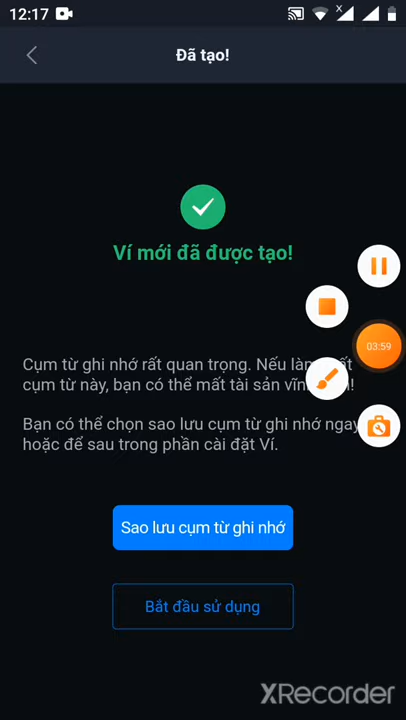 12:17
Đã tạo!
Ví mới đã được tạo!
03:59
Cụm từ ghi nhớ rất quan trọng. Nếu làm
cụm từ này, bạn có thể mất tài sản vĩnh
Bạn có thể chọn sao lưu cụm từ ghi nhớ ngay
hoặc để sau trong phần cài đặt Ví.
Sao lưu cụm từ ghi nhớ
Bắt đầu sử dụng
XRecorder